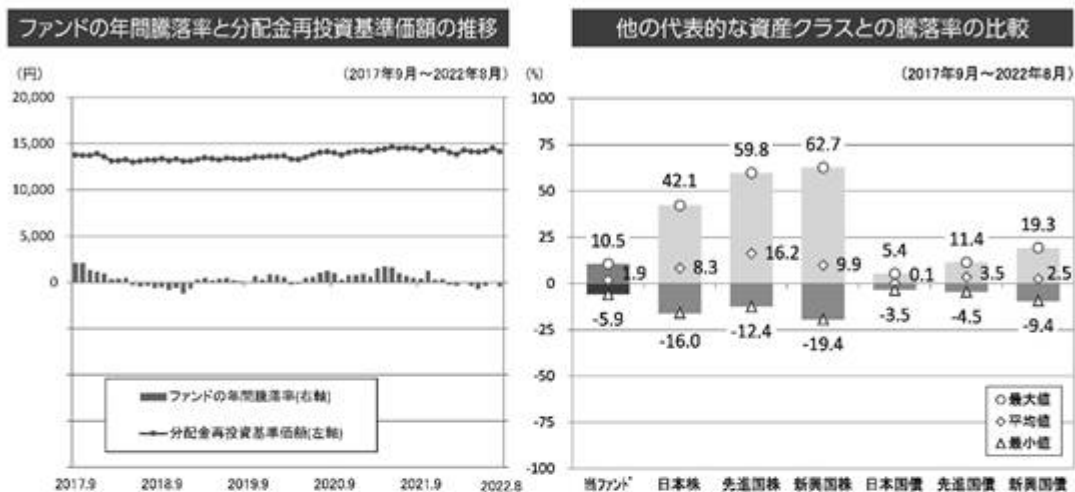 ファンドの年間騰落率と分配金再投資基準価額の推移
(円)
(2017年9月～2022年8月)
20,000
15,000
10,000
5,000
0
ファンドの年間騰落率(右軸)
分配金再投資基準価額(左軸)
2017.9 2018.9 2019.9 2020.9 2021.9 2022.8
他の代表的な資産クラスとの騰落率の比較
(%)
(2017年9月～2022年8月)
100
75
50
25
0
-25
-50
-75
-100
10.5 42.1 59.8 62.7 5.4 11.4 19.3
1.9 8.3 16.2 9.9 0.1 3.5 2.5
-5.9 -16.0 -12.4 -19.4 -3.5 -4.5 -9.4
○最大値
◇平均値
△最小値
当ファンド 日本株 先進国株 新興国株 日本国債 先進国債 新興国債